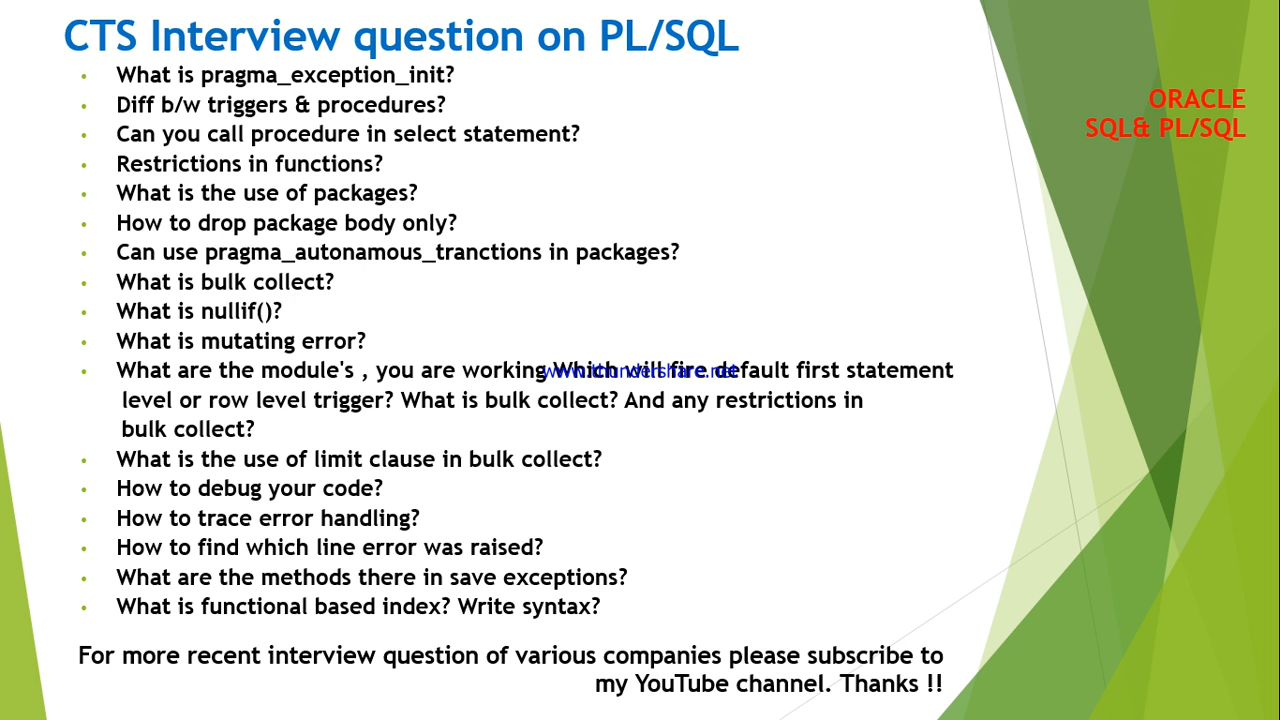 CTS Interview question on PL/SQL
ORACLE
SQL& PL/SQL
• What is pragma_exception_init?
• Diff b/w triggers & procedures?
• Can you call procedure in select statement?
• Restrictions in functions?
• What is the use of packages?
• How to drop package body only?
• Can use pragma_autonamous_tranctions in packages?
• What is bulk collect?
• What is nullif()?
• What is mutating error?
• What are the module's , you are working Which will fire default first statement
level or row level trigger? What is bulk collect? And any restrictions in
bulk collect?
www.thundershare.net
• What is the use of limit clause in bulk collect?
• How to debug your code?
• How to trace error handling?
• How to find which line error was raised?
• What are the methods there in save exceptions?
• What is functional based index? Write syntax?
For more recent interview question of various companies please subscribe to
my YouTube channel. Thanks !!